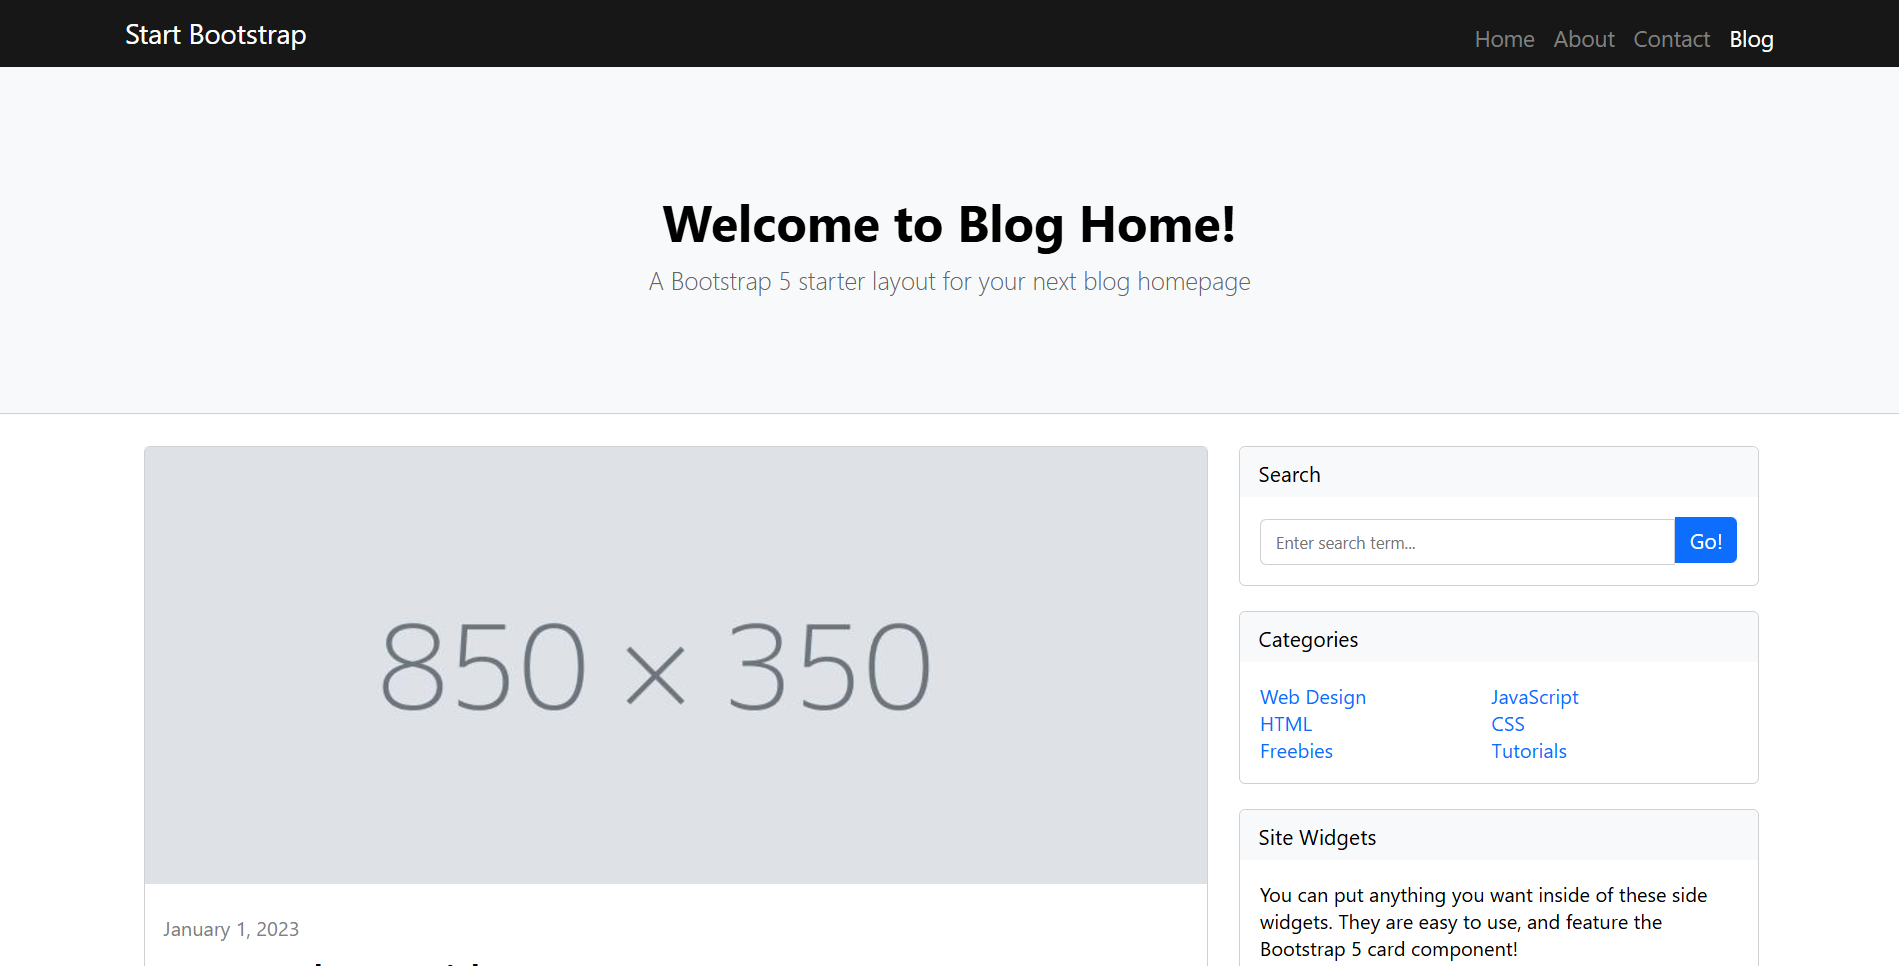 Start Bootstrap
Home About Contact Blog
Welcome to Blog Home!
A Bootstrap 5 starter layout for your next blog homepage
850 × 350
January 1, 2023
Search
Enter search term...
Go!
Categories
Web Design
HTML
Freebies
JavaScript
CSS
Tutorials
Site Widgets
You can put anything you want inside of these side
widgets. They are easy to use, and feature the
Bootstrap 5 card component!